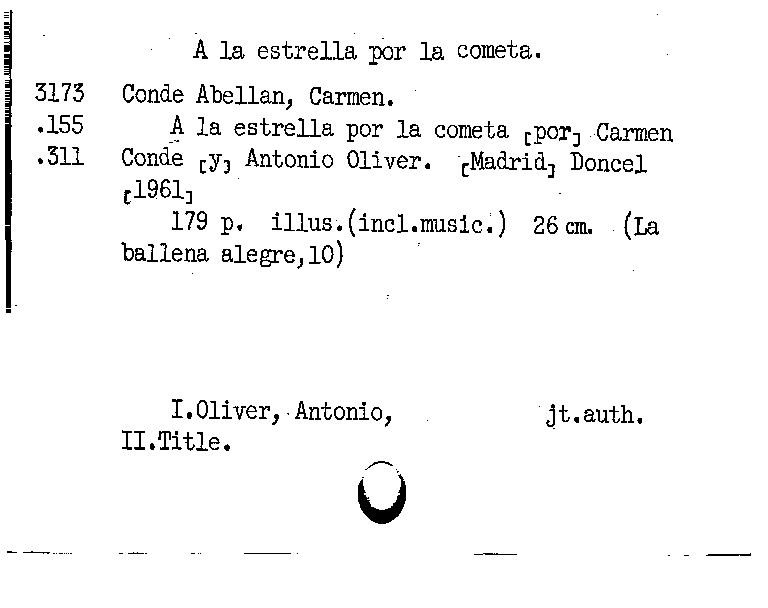 A la estrella por la cometa.
3173 Conde Abellan, Carmen.
.155 A la estrella por la cometa [por] Carmen
.311 Conde [y] Antonio Oliver. [Madrid] Doncel
[1961]
179 p. illus.(incl.music.) 26 cm. (La
ballena alegre,10)
I.Oliver, Antonio, jt.auth.
II.Title.